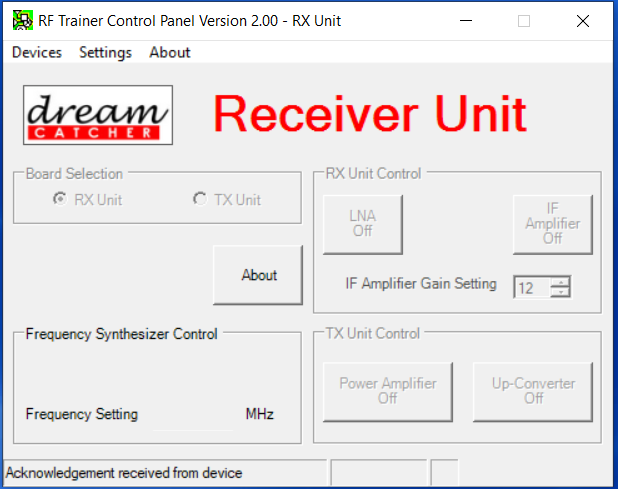 RF Trainer Control Panel Version 2.00 - RX Unit
Devices Settings About
dream
CATCHER
Receiver Unit
Board Selection
RX Unit TX Unit
About
RX Unit Control
LNA
Off
IF
Amplifier
Off
IF Amplifier Gain Setting 12
Frequency Synthesizer Control
Frequency Setting MHz
TX Unit Control
Power Amplifier
Off
Up-Converter
Off
Acknowledgement received from device